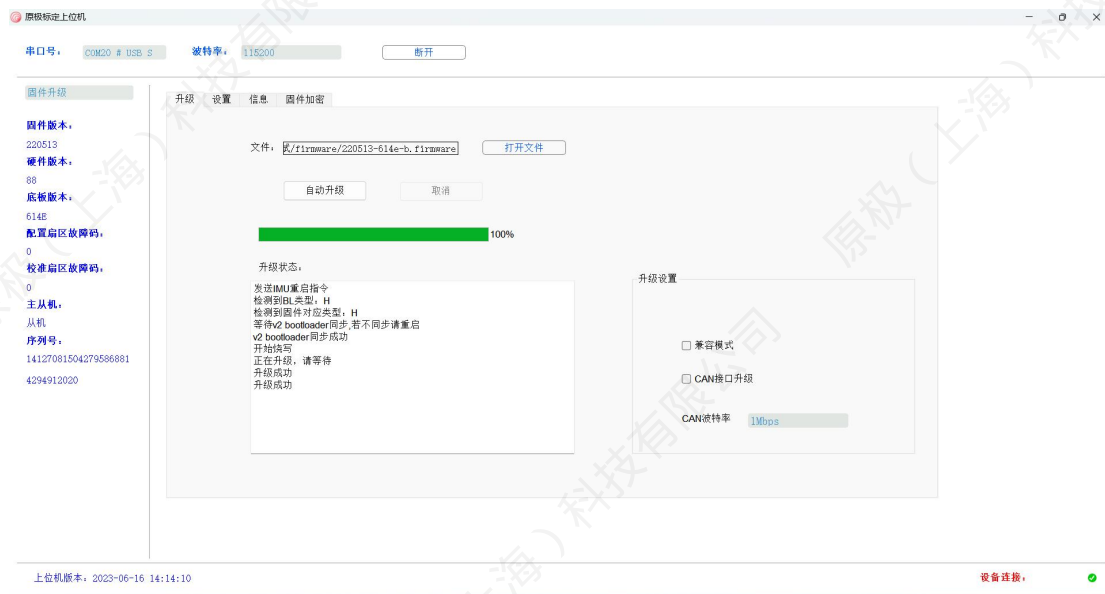 原极标定上位机
串口号： COM20 # USB S 波特率： 115200 断开
固件升级
固件版本：
220513
硬件版本：
88
底板版本：
614E
配置扇区故障码：
0
校准扇区故障码：
0
主从机：
从机
序列号：
14127081504279586881
4294912020
升级 设置 信息 固件加密
文件： 式/firmware/220513-614e-b.firmware 打开文件
自动升级 取消
100%
升级状态：
发送IMU重启指令
检测到BL类型：H
检测到固件对应类型：H
等待v2 bootloader同步,若不同步请重启
v2 bootloader同步成功
开始烧写
正在升级，请等待
升级成功
升级成功
升级设置
兼容模式
CAN接口升级
CAN波特率 1Mbps
上位机版本：2023-06-16 14:14:10 设备连接：
原极（上海）科技有限公司